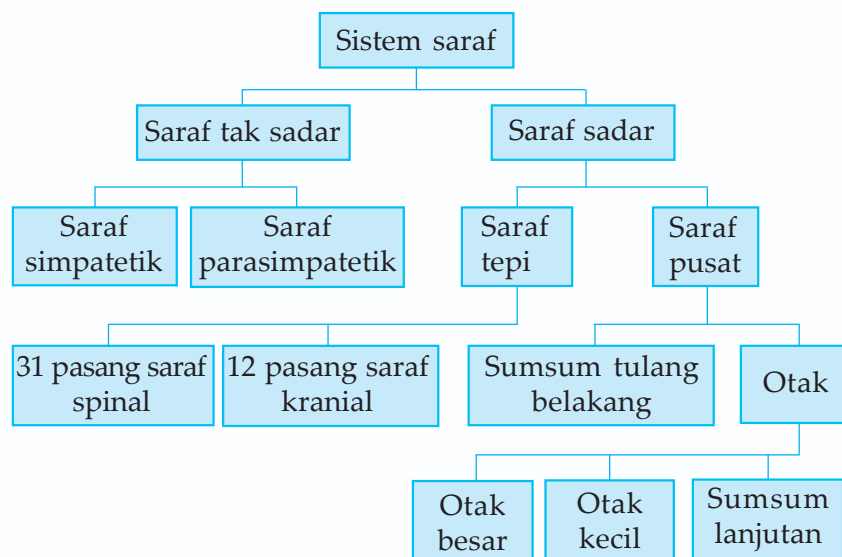 Sistem saraf
Saraf tak sadar
Saraf sadar
Saraf
simpatetik
Saraf
parasimpatetik
Saraf
tepi
Saraf
pusat
31 pasang saraf
spinal
12 pasang saraf
kranial
Sumsum tulang
belakang
Otak
Otak
besar
Otak
kecil
Sumsum
lanjutan